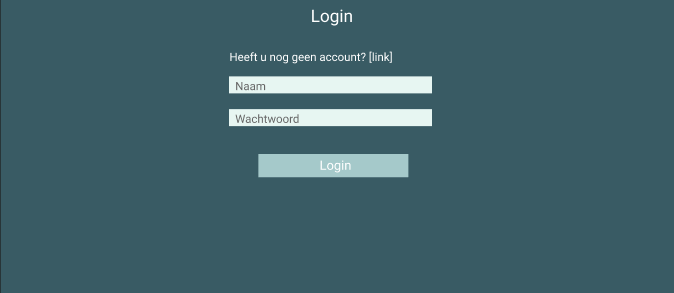 Login
Heeft u nog geen account? [link]
Naam
Wachtwoord
Login